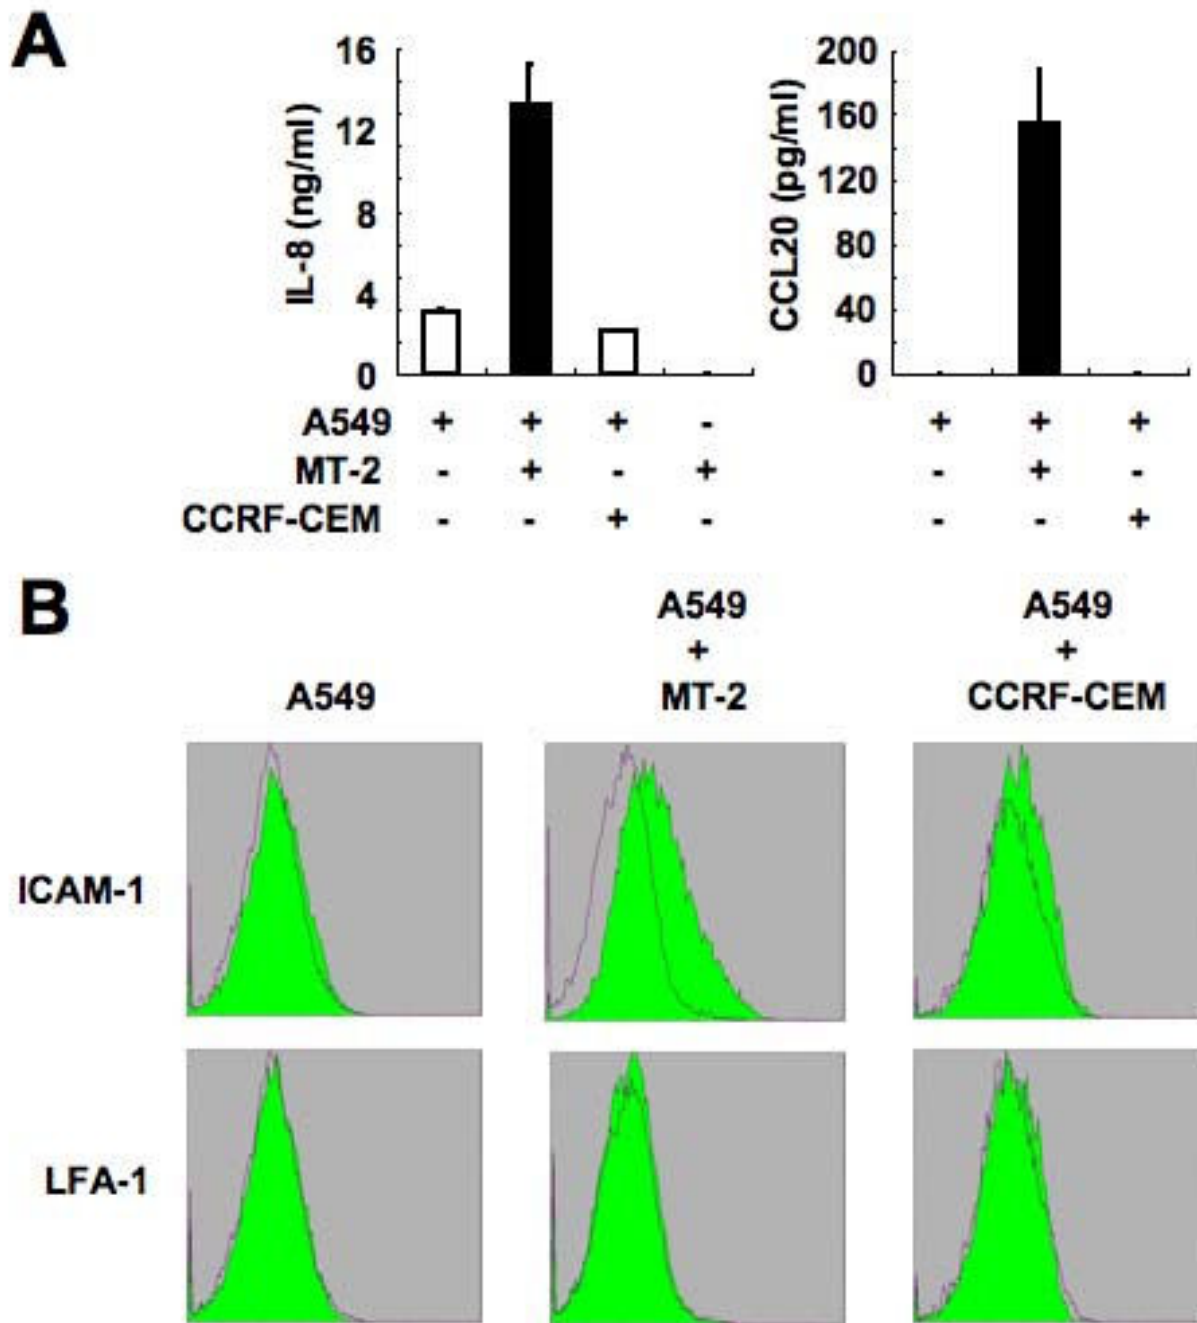 A
IL-8 (ng/ml)
16
12
8
4
0
CCL20 (pg/ml)
200
160
120
80
40
0
A549 + + + - + + +
MT-2 - + - + - + -
CCRF-CEM - - + - - - +
B
A549
A549
+
MT-2
A549
+
CCRF-CEM
ICAM-1
LFA-1